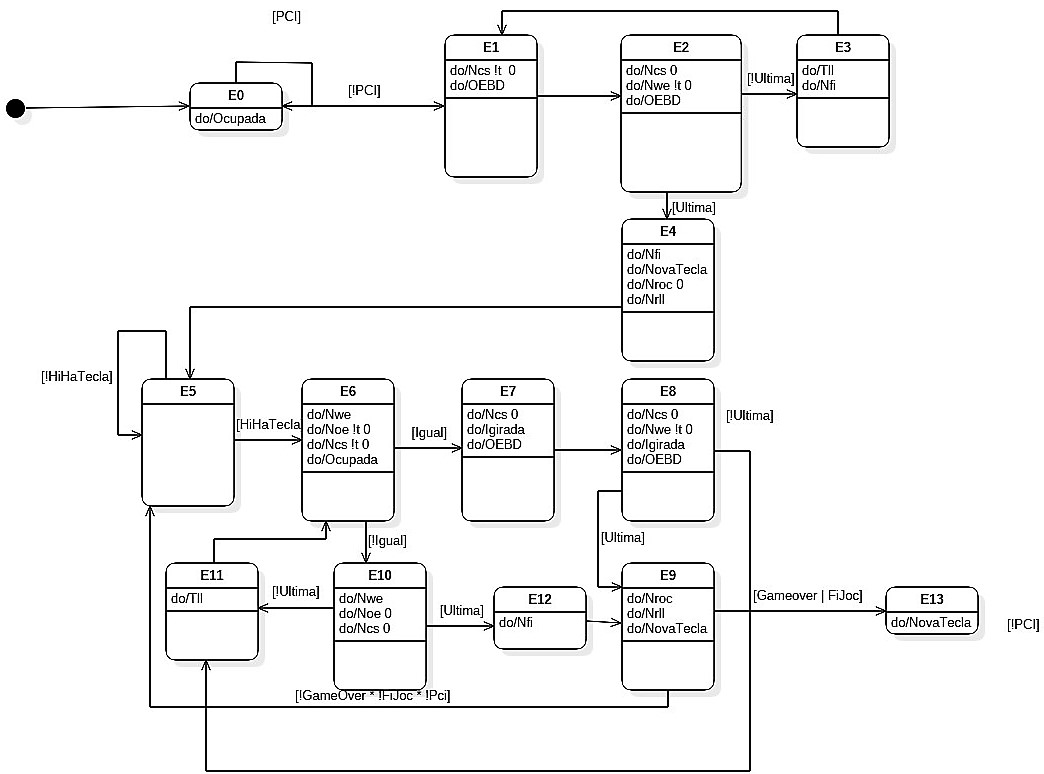 [PCI]
E0
do/Ocupada
[!PCI]
E1
do/Ncs !t  0
do/OEBD
E2
do/Ncs 0
do/Nwe !t 0
do/OEBD
[!Ultima]
E3
do/Tll
do/Nfi
[Ultima]
E4
do/Nfi
do/NovaTecla
do/Nroc 0
do/Nrll
[!HiHaTecla]
E5
[HiHaTecla
E6
do/Nwe
do/Noe !t 0
do/Ncs !t 0
do/Ocupada
[Igual]
E7
do/Ncs 0
do/Igirada
do/OEBD
E8
do/Ncs 0
do/Nwe !t 0
do/Igirada
do/OEBD
[!Ultima]
[!Igual]
[Ultima]
E11
do/Tll
[!Ultima]
E10
do/Nwe
do/Noe 0
do/Ncs 0
[Ultima]
E12
do/Nfi
E9
do/Nroc
do/Nrll
do/NovaTecla
[Gameover | FiJoc]
E13
do/NovaTecla
[!PCI]
[!GameOver * !FiJoc * !Pci]